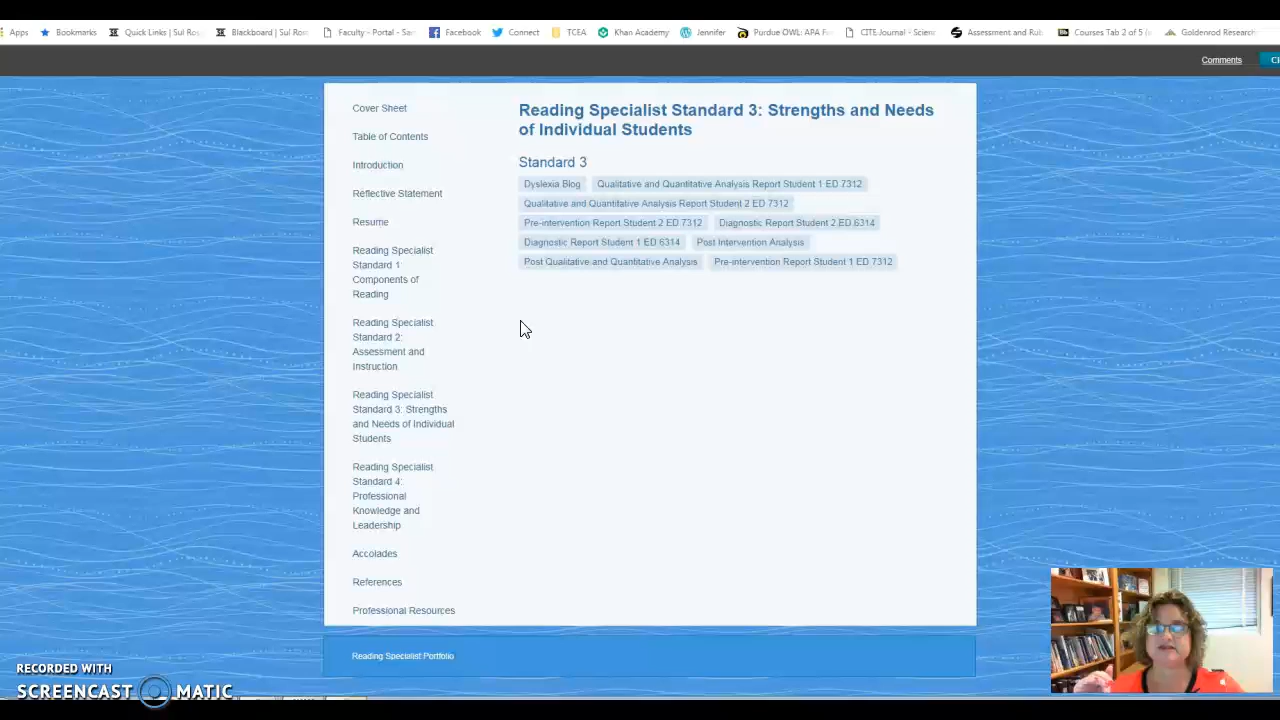 Apps Bookmarks Quick Links | Sul Ros Blackboard | Sul Ros Faculty - Portal - Sa Facebook Connect TCEA Khan Academy Jennifer Purdue OWL: APA Fo CITE Journal - Scien Assessment and Rub Courses Tab 2 of 5 Goldenrod Research
Comments
Cover Sheet
Table of Contents
Introduction
Reflective Statement
Resume
Reading Specialist
Standard 1
Components of
Reading
Reading Specialist
Standard 2:
Assessment and
Instruction
Reading Specialist
Standard 3: Strengths
and Needs of Individual
Students
Reading Specialist
Standard 4:
Professional
Knowledge and
Leadership
Accolades
References
Professional Resources
Reading Specialist Standard 3: Strengths and Needs
of Individual Students
Standard 3
Dyslexia Blog Qualitative and Quantitative Analysis Report Student 1 ED 7312
Qualitative and Quantitative Analysis Report Student 2 ED 7312
Pre-intervention Report Student 2 ED 7312 Diagnostic Report Student 2.ED 6314
Diagnostic Report Student 1 ED 6314 Post Intervention Analysis
Post Qualitative and Quantitative Analysis Pre-intervention Report Student 1 ED 7312
Reading Specialist Portfolio
RECORDED WITH
SCREENCAST MATIC